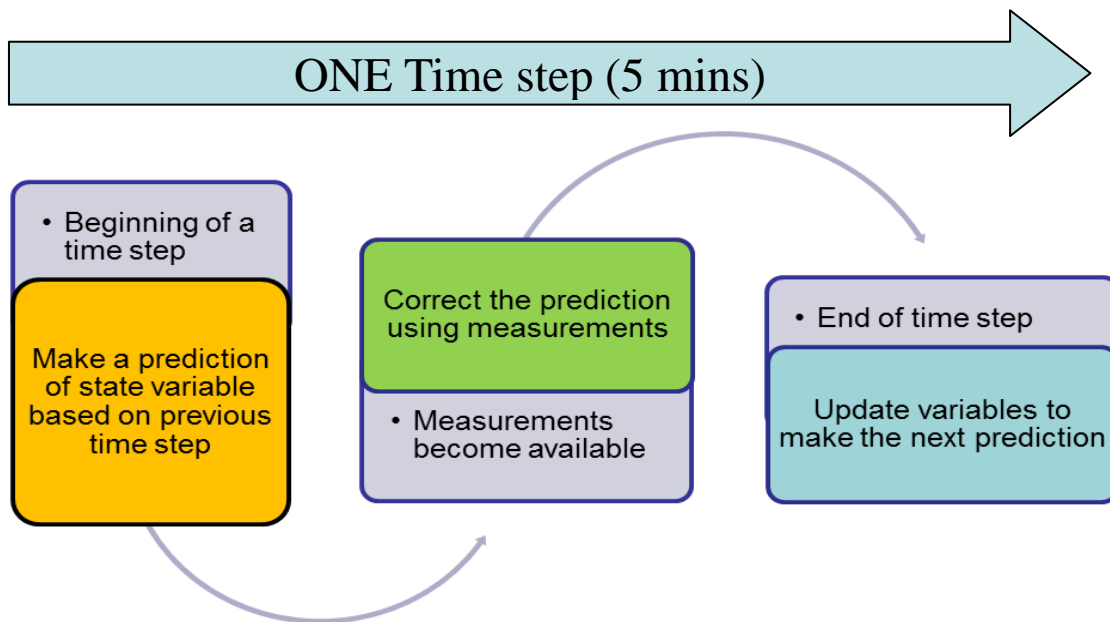 ONE Time step (5 mins)
• Beginning of a
time step
Make a prediction
of state variable
based on previous
time step
Correct the prediction
using measurements
• Measurements
become available
• End of time step
Update variables to
make the next prediction